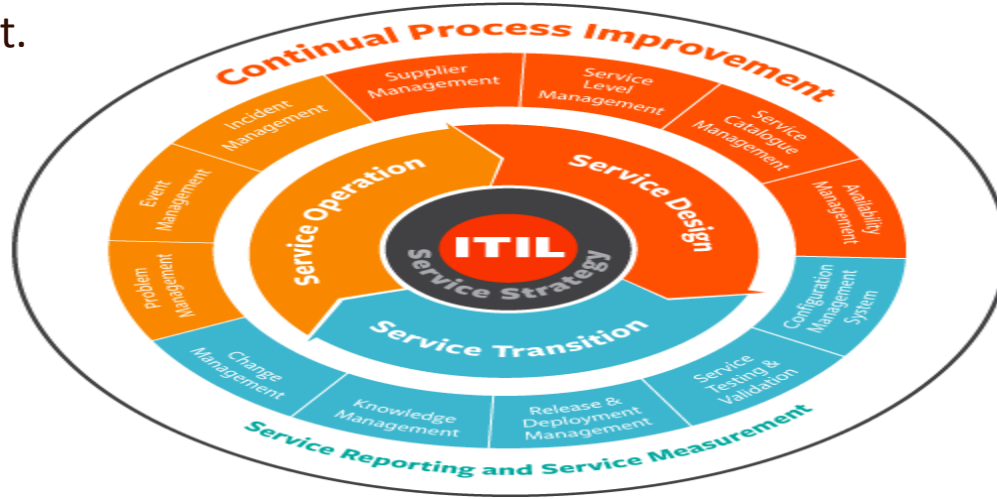 t.
Continual Process Improvement
Supplier
Management
Service
Level
Management
Service
Catalogue
Management
Availability
Management
Configuration
Management
System
Service
Testing &
Validation
Release &
Deployment
Management
Knowledge
Management
Change
Management
Problem
Management
Event
Management
Incident
Management
Service Operation
Service Design
Service Transition
ITIL
Service Strategy
Service Reporting and Service Measurement